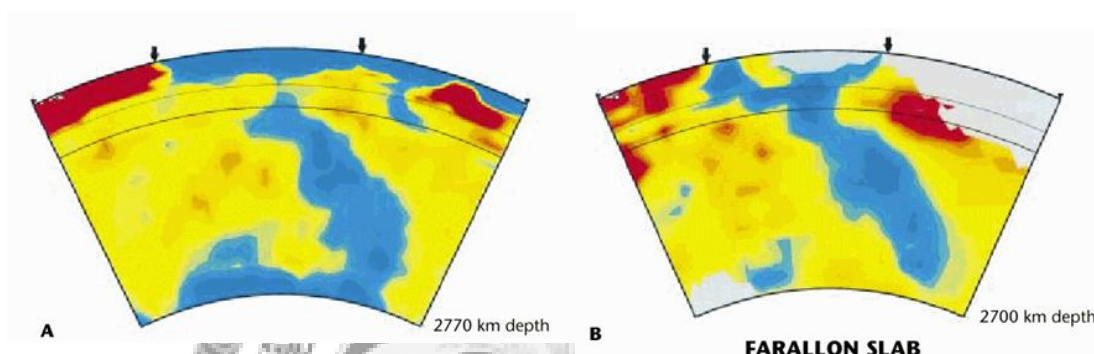 A
2770 km depth
B
2700 km depth
FARALLON SLAB